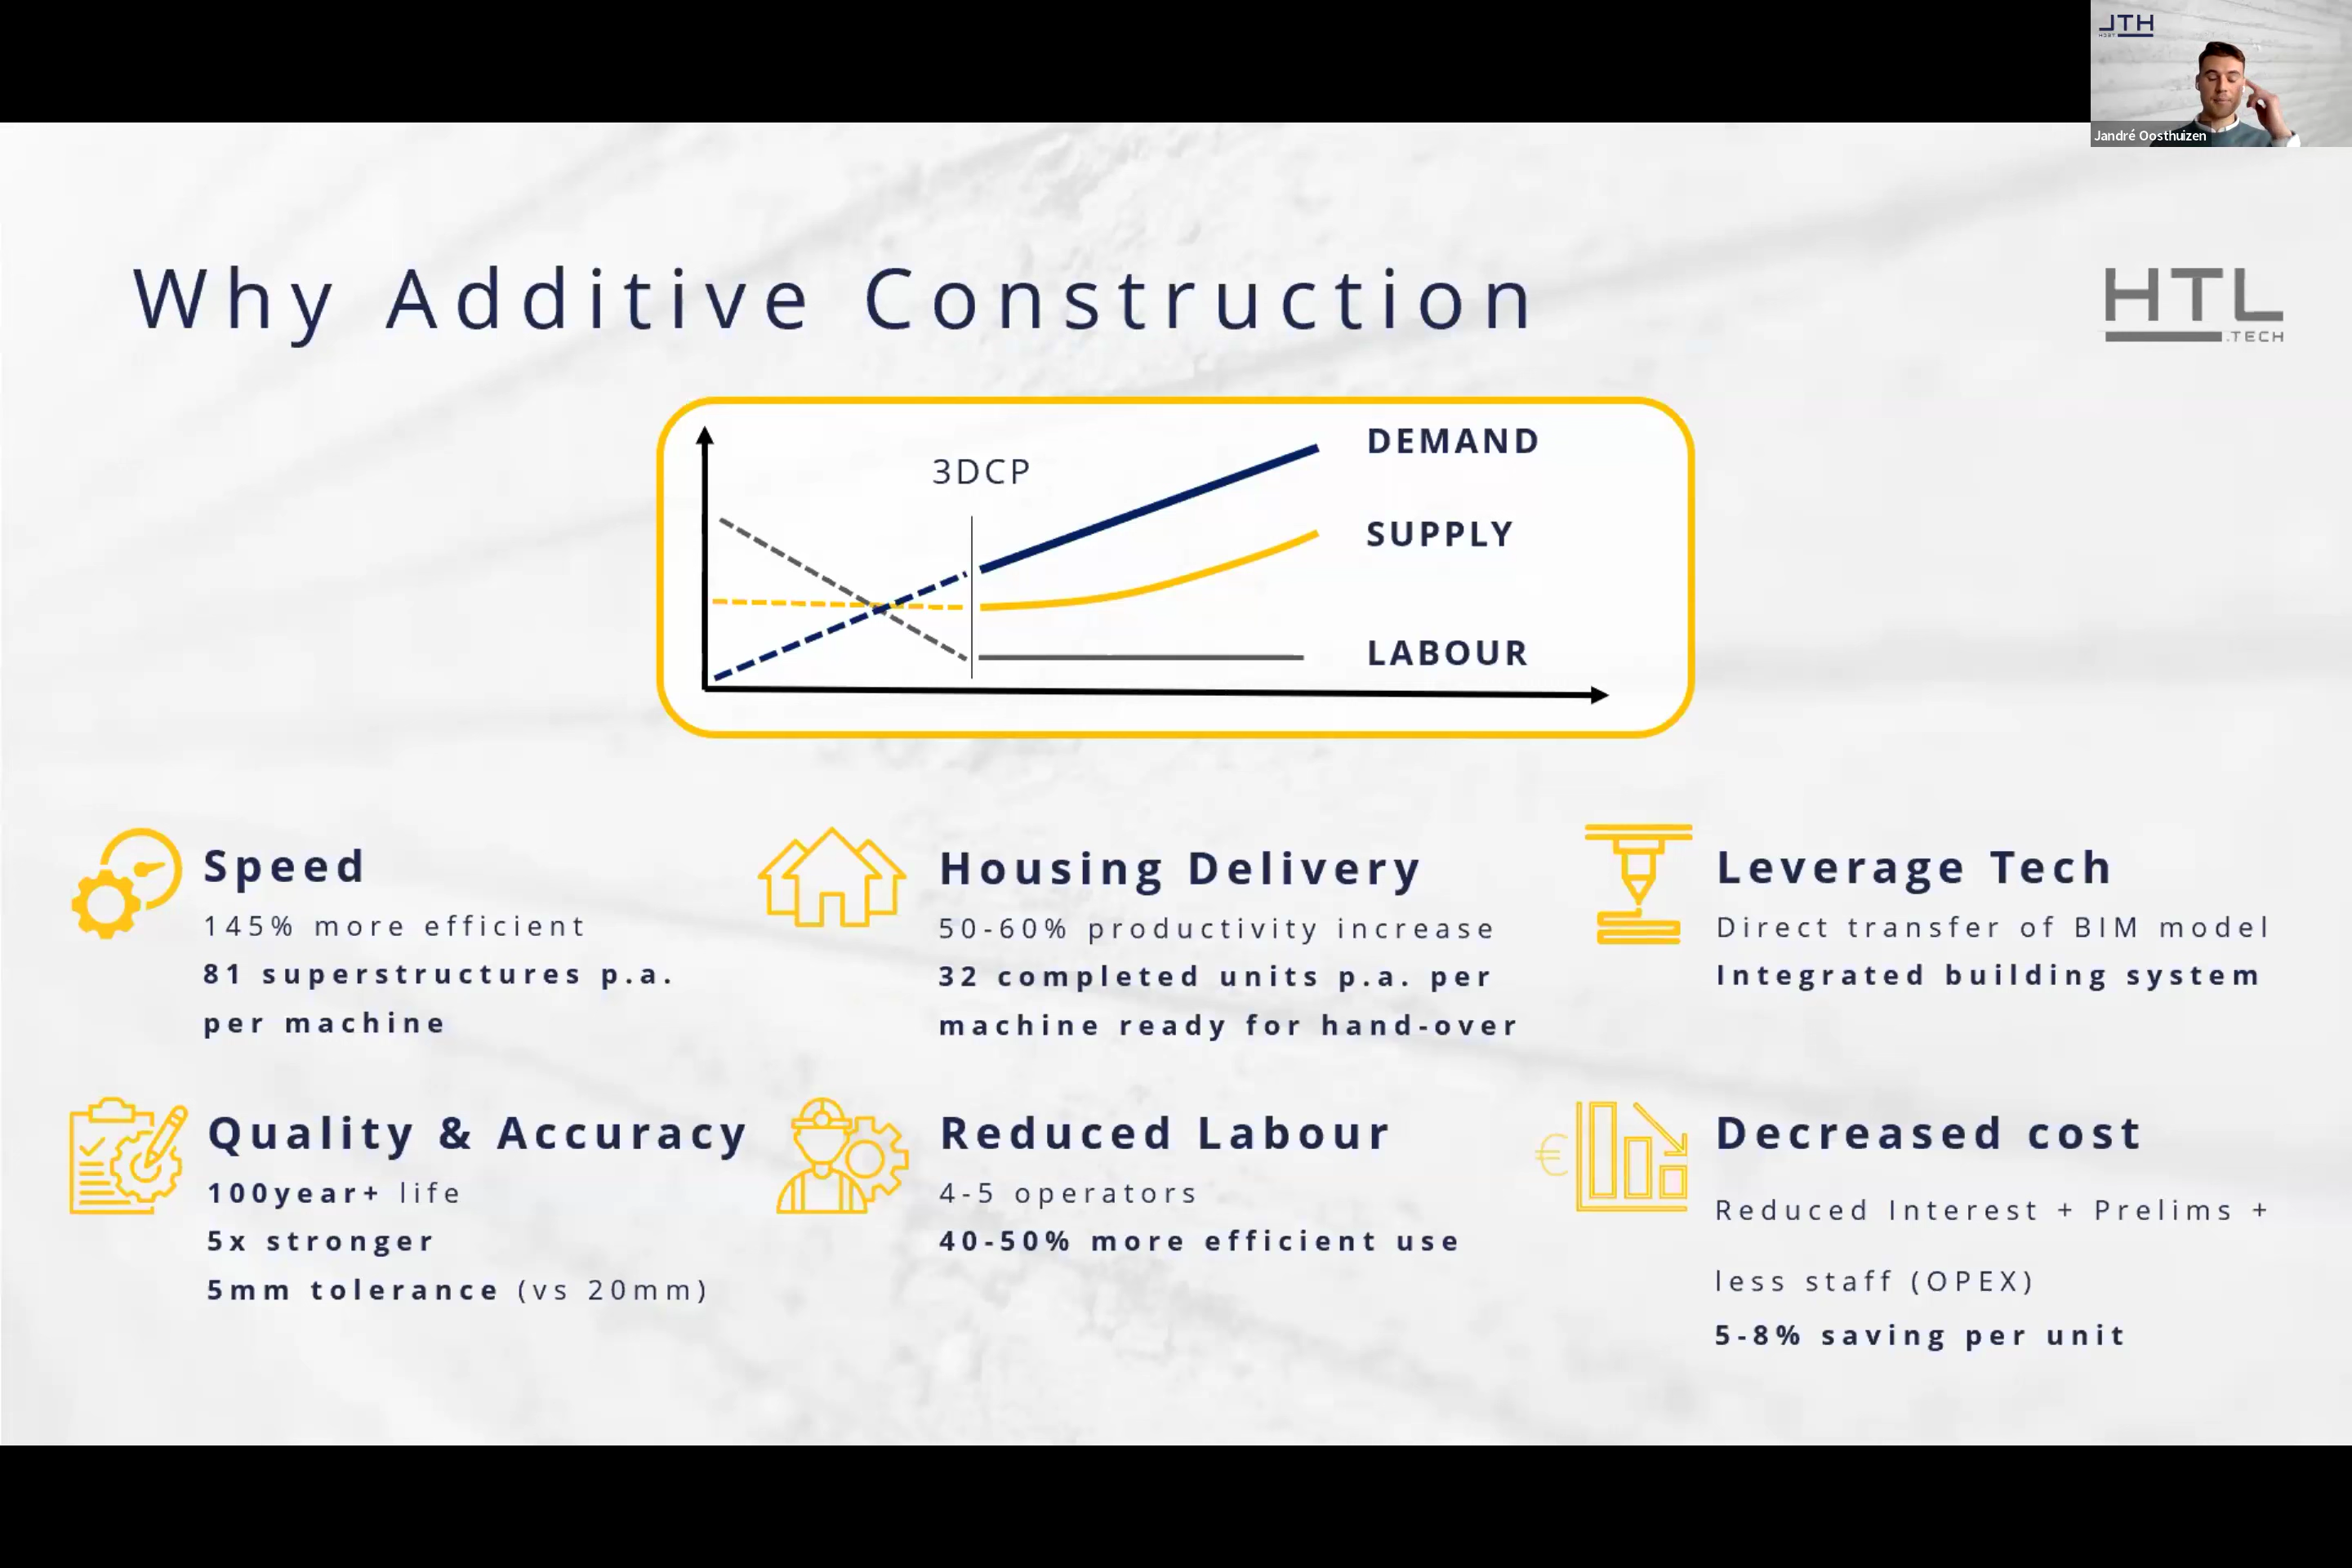 JTH
Jandré Oosthuizen
Why Additive Construction
HTL
.TECH
3DCP
DEMAND
SUPPLY
LABOUR
Speed
145% more efficient
81 superstructures p.a.
per machine
Housing Delivery
50-60% productivity increase
32 completed units p.a. per
machine ready for hand-over
Leverage Tech
Direct transfer of BIM model
Integrated building system
Quality & Accuracy
100year+ life
5x stronger
5mm tolerance (vs 20mm)
Reduced Labour
4-5 operators
40-50% more efficient use
€
Decreased cost
Reduced Interest + Prelims +
less staff (OPEX)
5-8% saving per unit